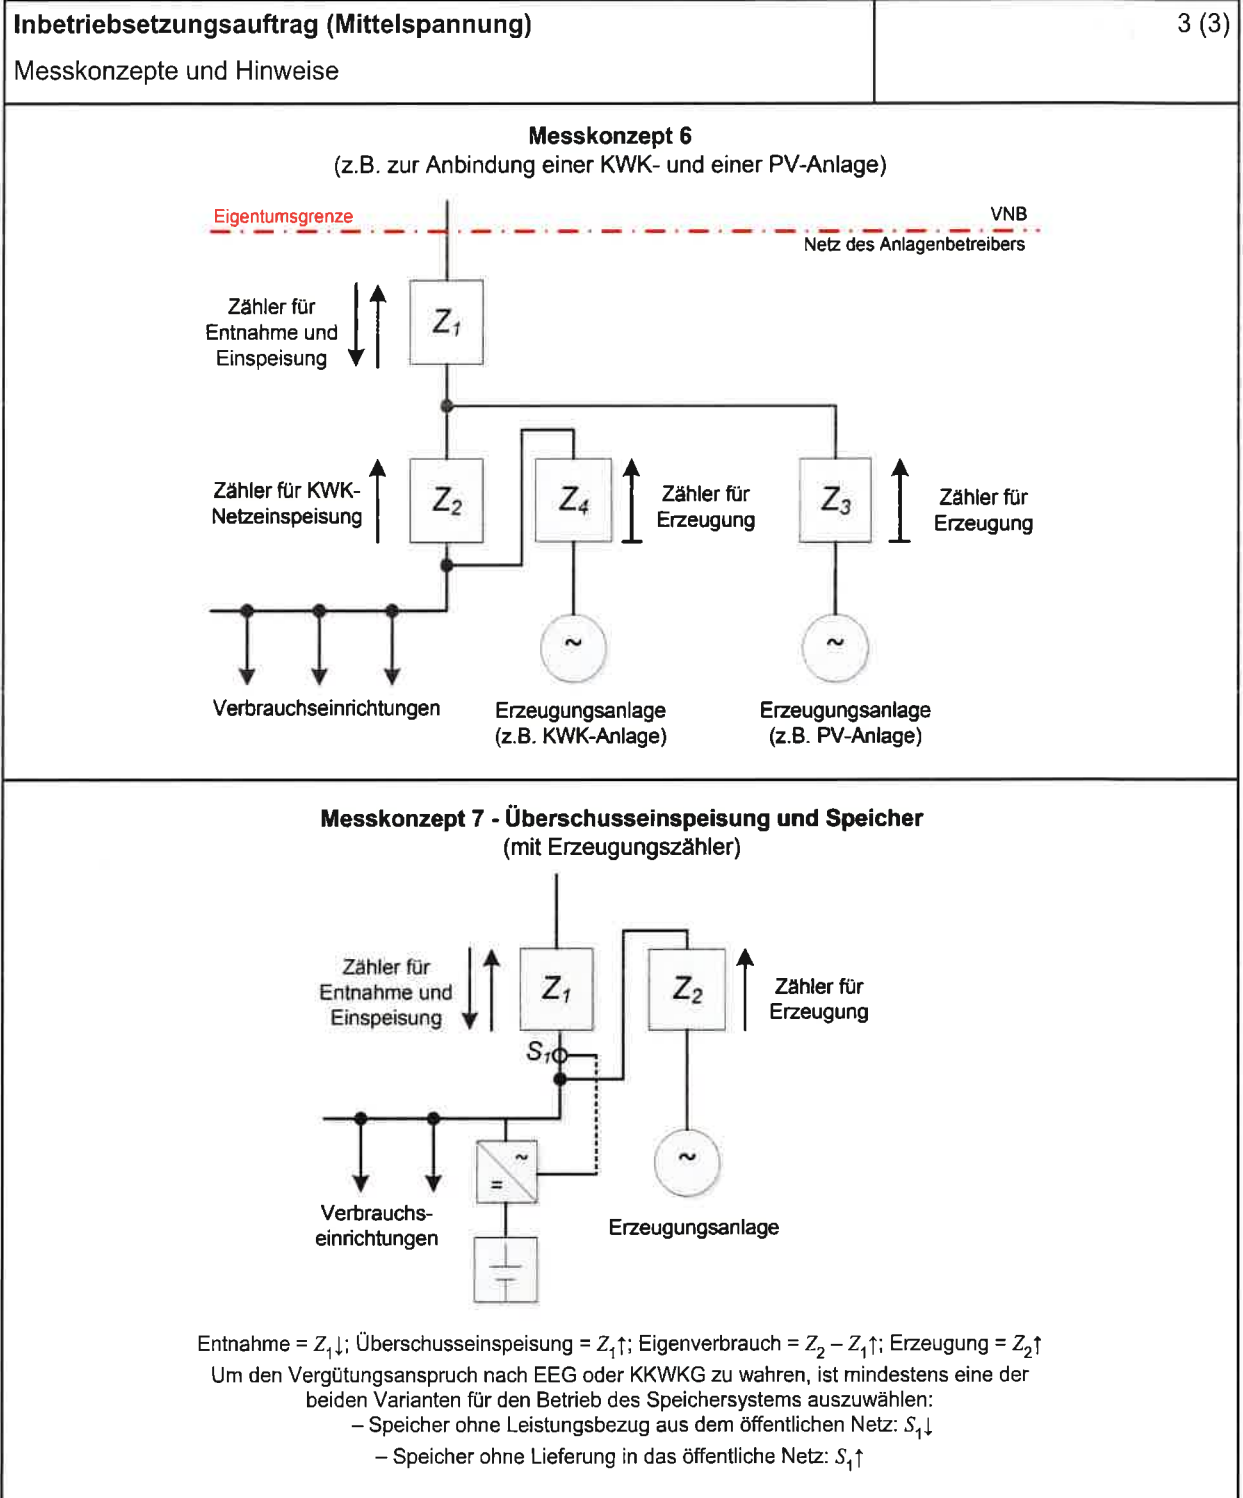 Inbetriebsetzungsauftrag (Mittelspannung)
3 (3)
Messkonzepte und Hinweise
Messkonzept 6
(z.B. zur Anbindung einer KWK- und einer PV-Anlage)
Eigentumsgrenze
VNB
Netz des Anlagenbetreibers
Zähler für
Entnahme und
Einspeisung
Z₁
Zähler für KWK-
Netzeinspeisung
Z₂
Z₄
Zähler für
Erzeugung
Z₃
Zähler für
Erzeugung
~
~
Verbrauchseinrichtungen
Erzeugungsanlage
(z.B. KWK-Anlage)
Erzeugungsanlage
(z.B. PV-Anlage)
Messkonzept 7 - Überschusseinspeisung und Speicher
(mit Erzeugungszähler)
Zähler für
Entnahme und
Einspeisung
Z₁
Z₂
Zähler für
Erzeugung
S₁
~
=
~
Verbrauchs-
einrichtungen
Erzeugungsanlage
Entnahme = Z₁↓; Überschusseinspeisung = Z₁↑; Eigenverbrauch = Z₂ – Z₁↑; Erzeugung = Z₂↑
Um den Vergütungsanspruch nach EEG oder KKWKG zu wahren, ist mindestens eine der
beiden Varianten für den Betrieb des Speichersystems auszuwählen:
– Speicher ohne Leistungsbezug aus dem öffentlichen Netz: S₁↓
– Speicher ohne Lieferung in das öffentliche Netz: S₁↑